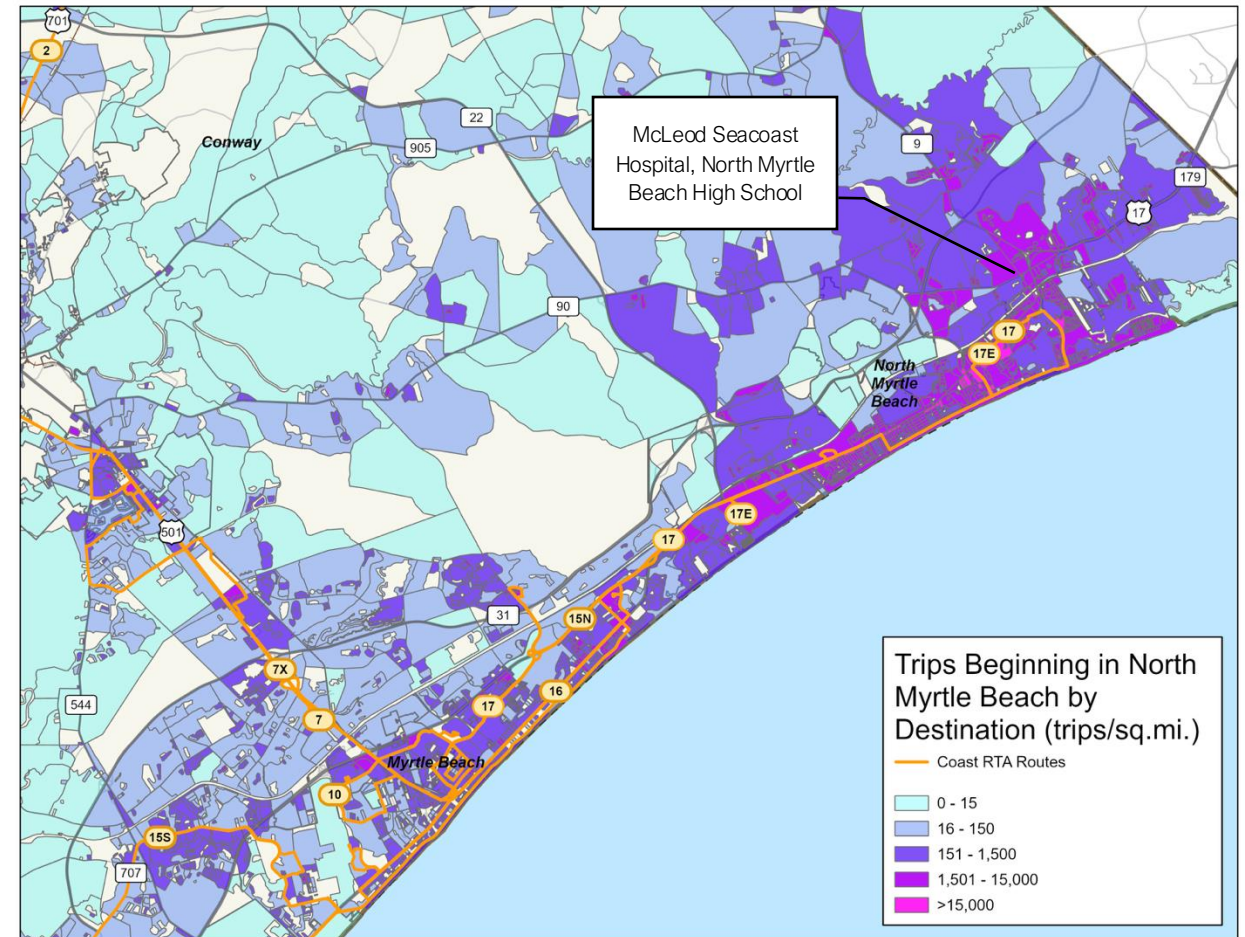 701
2
Conway
22
905
McLeod Seacoast
Hospital, North Myrtle
Beach High School
9
179
17
90
17
17E
North
Myrtle
Beach
17E
17
501
31
15N
7X
16
544
7
17
Myrtle Beach
10
15S
707
Trips Beginning in North
Myrtle Beach by
Destination (trips/sq.mi.)
Coast RTA Routes
0 - 15
16 - 150
151 - 1,500
1,501 - 15,000
>15,000